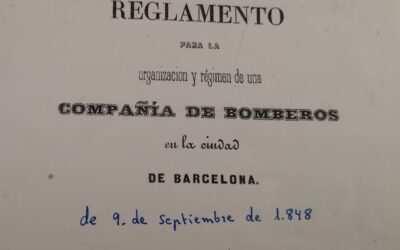 REGLAMENTO
PARA LA
organizacion y régimen de una
COMPAÑÍA DE BOMBEROS
en la ciudad
DE BARCELONA.
de 9. de septiembre de 1.848